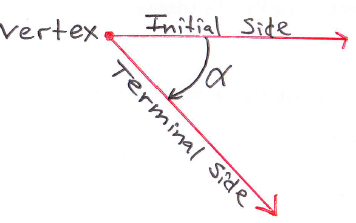 vertex
Initial Side
α
Terminal Side